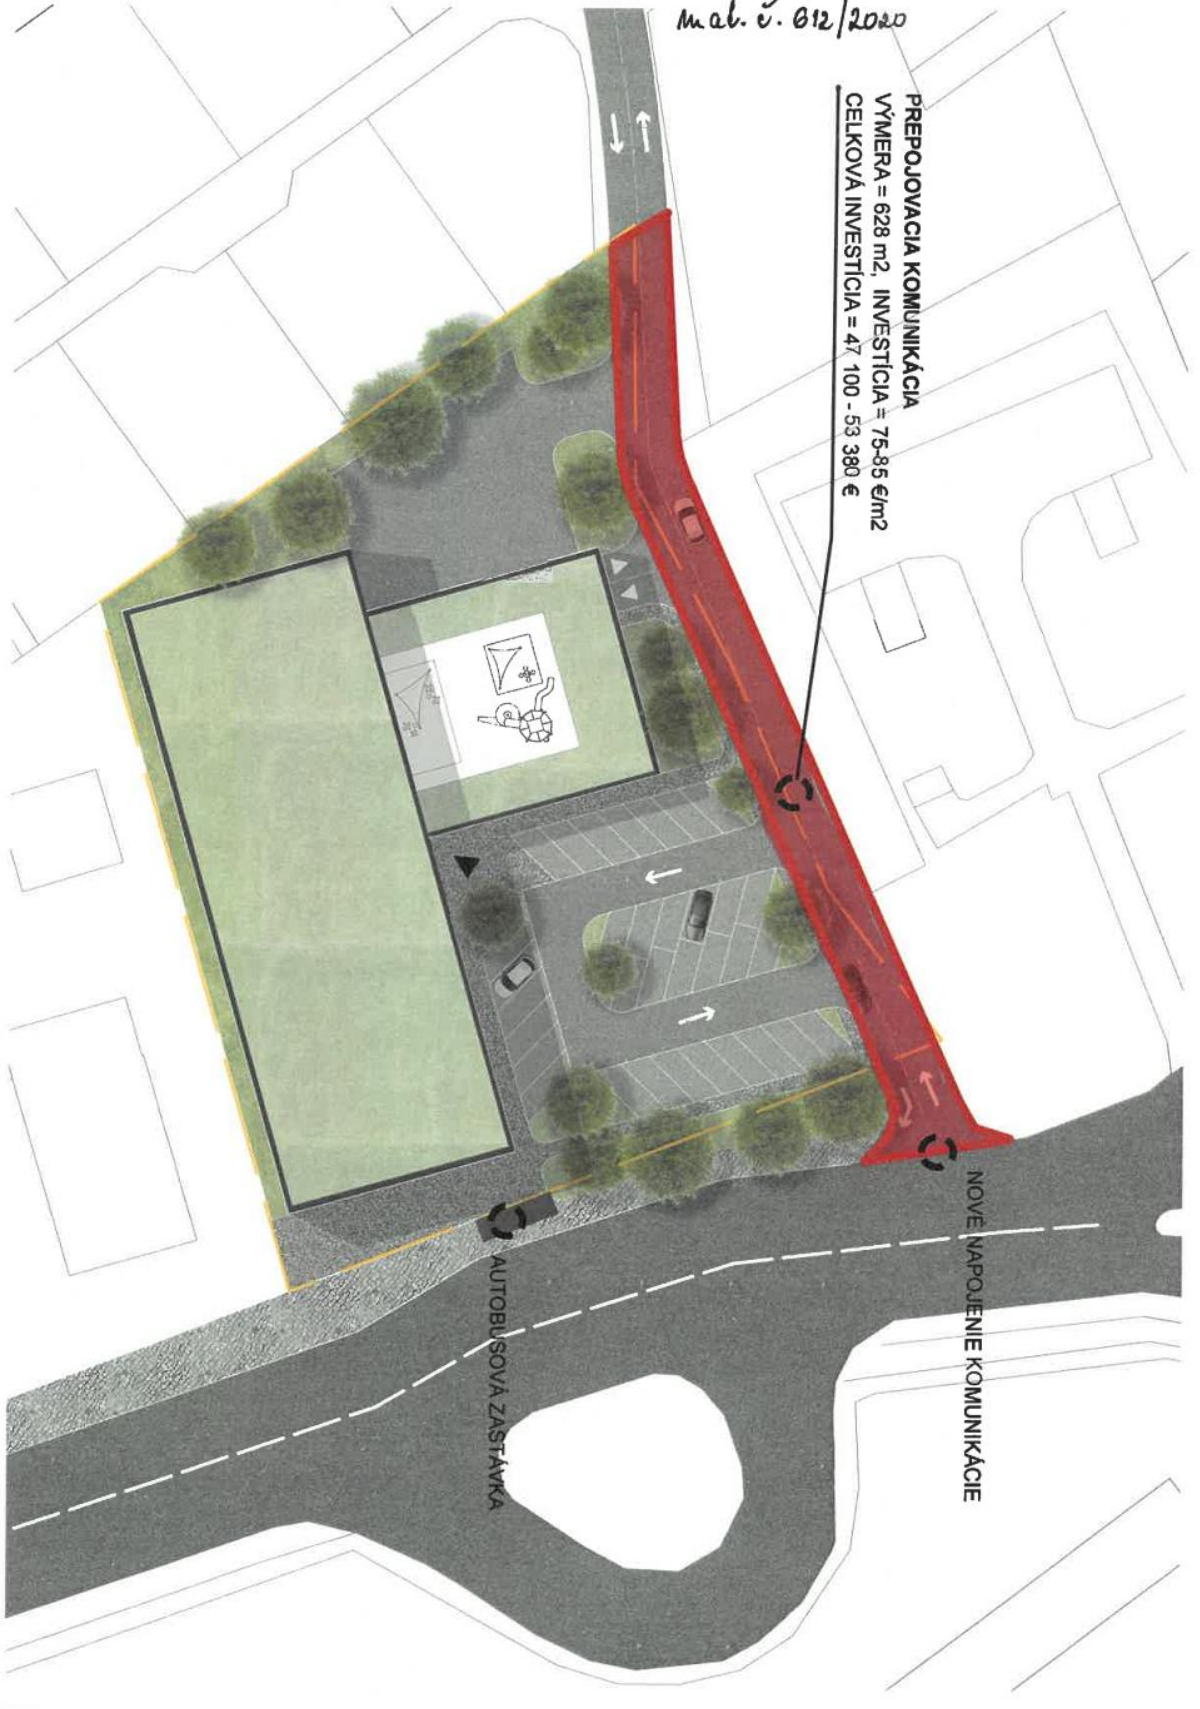 mat. č. 612/2020
PREPOJOVACIA KOMUNIKÁCIA
VÝMERA = 628 m2, INVESTÍCIA = 75-85 €/m2
CELKOVÁ INVESTÍCIA = 47 100 - 53 380 €
NOVÉ NAPOJENIE KOMUNIKÁCIE
AUTOBUSOVÁ ZASTÁVKA